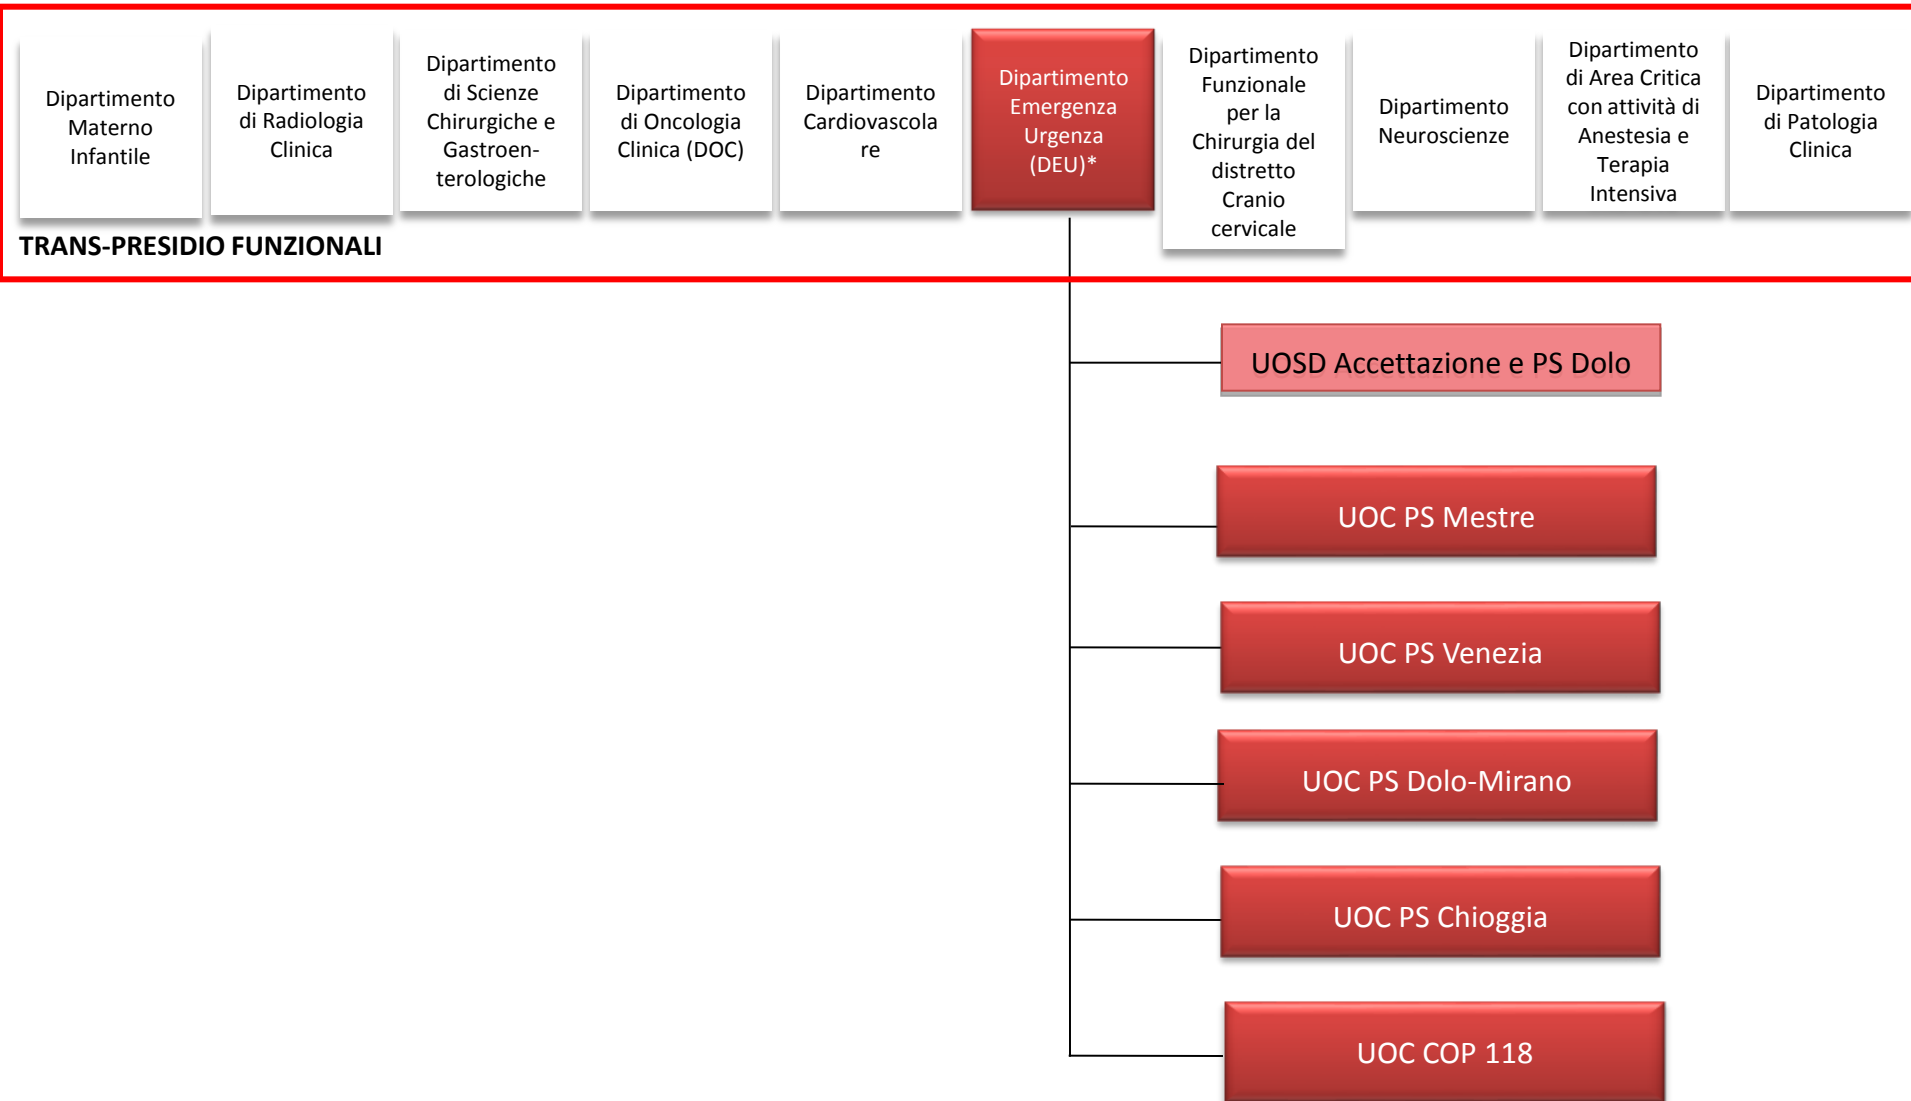 Dipartimento
Materno
Infantile
Dipartimento
di Radiologia
Clinica
Dipartimento
di Scienze
Chirurgiche e
Gastroen-
terologiche
Dipartimento
di Oncologia
Clinica (DOC)
Dipartimento
Cardiovascola
re
Dipartimento
Emergenza
Urgenza
(DEU)*
Dipartimento
Funzionale
per la
Chirurgia del
distretto
Cranio
cervicale
Dipartimento
Neuroscienze
Dipartimento
di Area Critica
con attività di
Anestesia e
Terapia
Intensiva
Dipartimento
di Patologia
Clinica
TRANS-PRESIDIO FUNZIONALI
UOSD Accettazione e PS Dolo
UOC PS Mestre
UOC PS Venezia
UOC PS Dolo-Mirano
UOC PS Chioggia
UOC COP 118